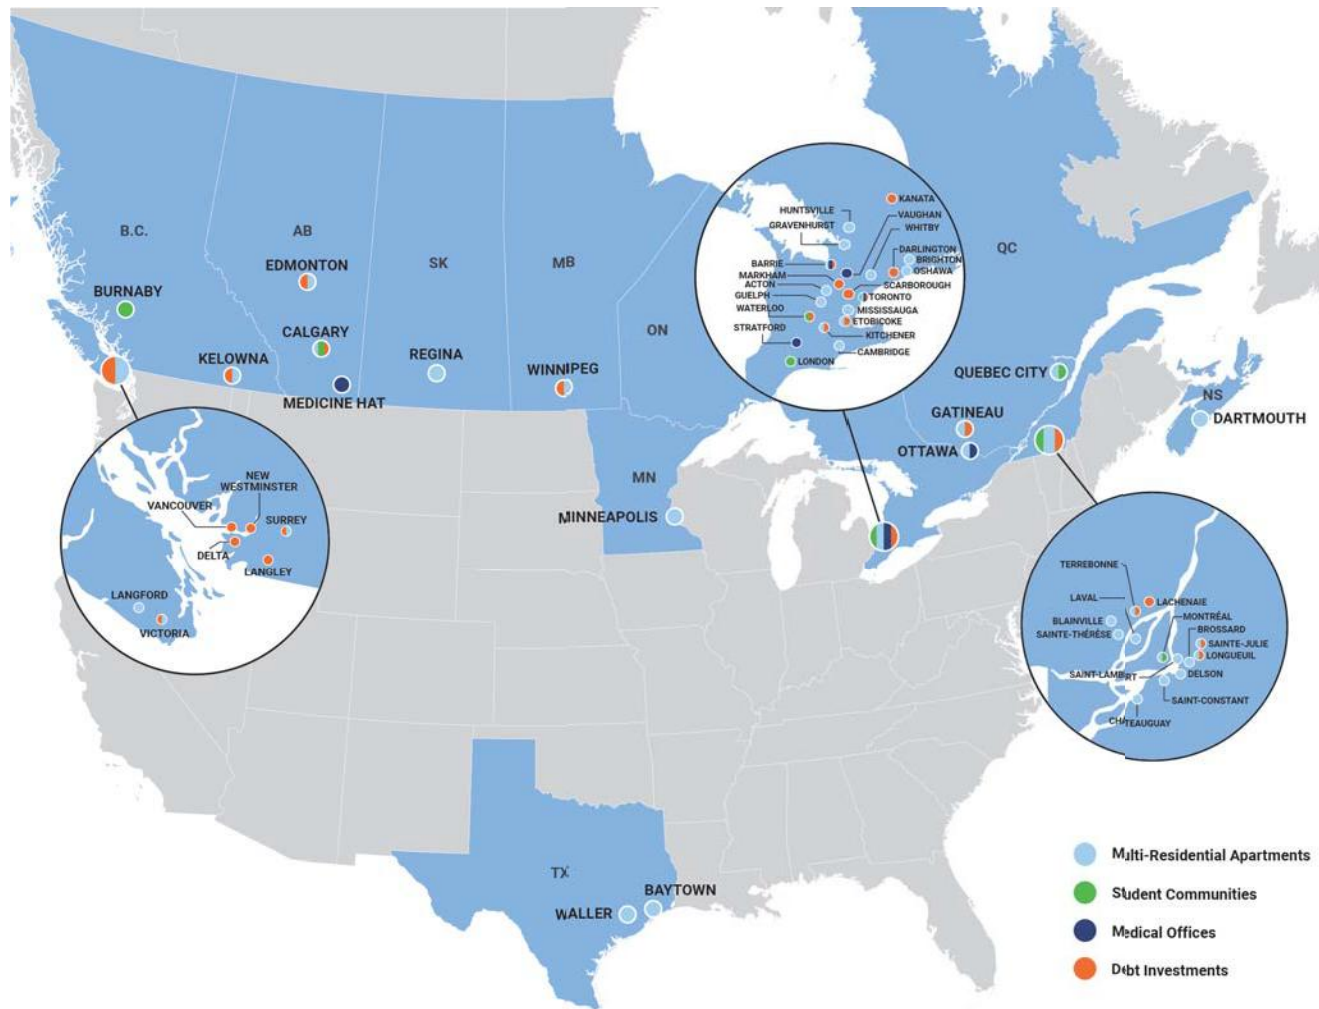 B.C.
AB
SK
MB
ON
QC
NS
MN
TX
BURNABY
EDMONTON
CALGARY
KELOWNA
MEDICINE HAT
REGINA
WINNIPEG
MINNEAPOLIS
QUEBEC CITY
GATINEAU
OTTAWA
DARTMOUTH
WALLER
BAYTOWN
HUNTSVILLE
GRAVENHURST
KANATA
VAUGHAN
WHITBY
BARRIE
MARKHAM
ACTON
GUELPH
WATERLOO
STRATFORD
LONDON
DARLINGTON
BRIGHTON
OSHAWA
SCARBOROUGH
TORONTO
MISSISSAUGA
ETOBICOKE
KITCHENER
CAMBRIDGE
NEW
WESTMINSTER
VANCOUVER
SURREY
DELTA
LANGLEY
LANGFORD
VICTORIA
TERREBONNE
LAVAL
LACHENAIE
MONTRÉAL
BLAINVILLE
SAINTE-THÉRÈSE
BROSSARD
SAINTE-JULIE
LONGUEUIL
SAINT-LAMBERT
DELSON
SAINT-CONSTANT
CHÂTEAUGUAY
Multi-Residential Apartments
Student Communities
Medical Offices
Debt Investments